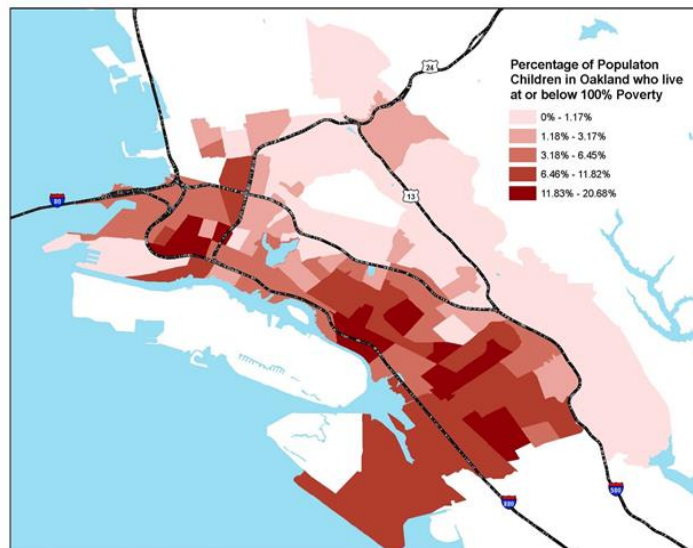 24
Percentage of Populaton
Children in Oakland who live
at or below 100% Poverty
0% - 1.17%
1.18% - 3.17%
3.18% - 6.45%
6.46% - 11.82%
11.83% - 20.68%
80
13
880
580